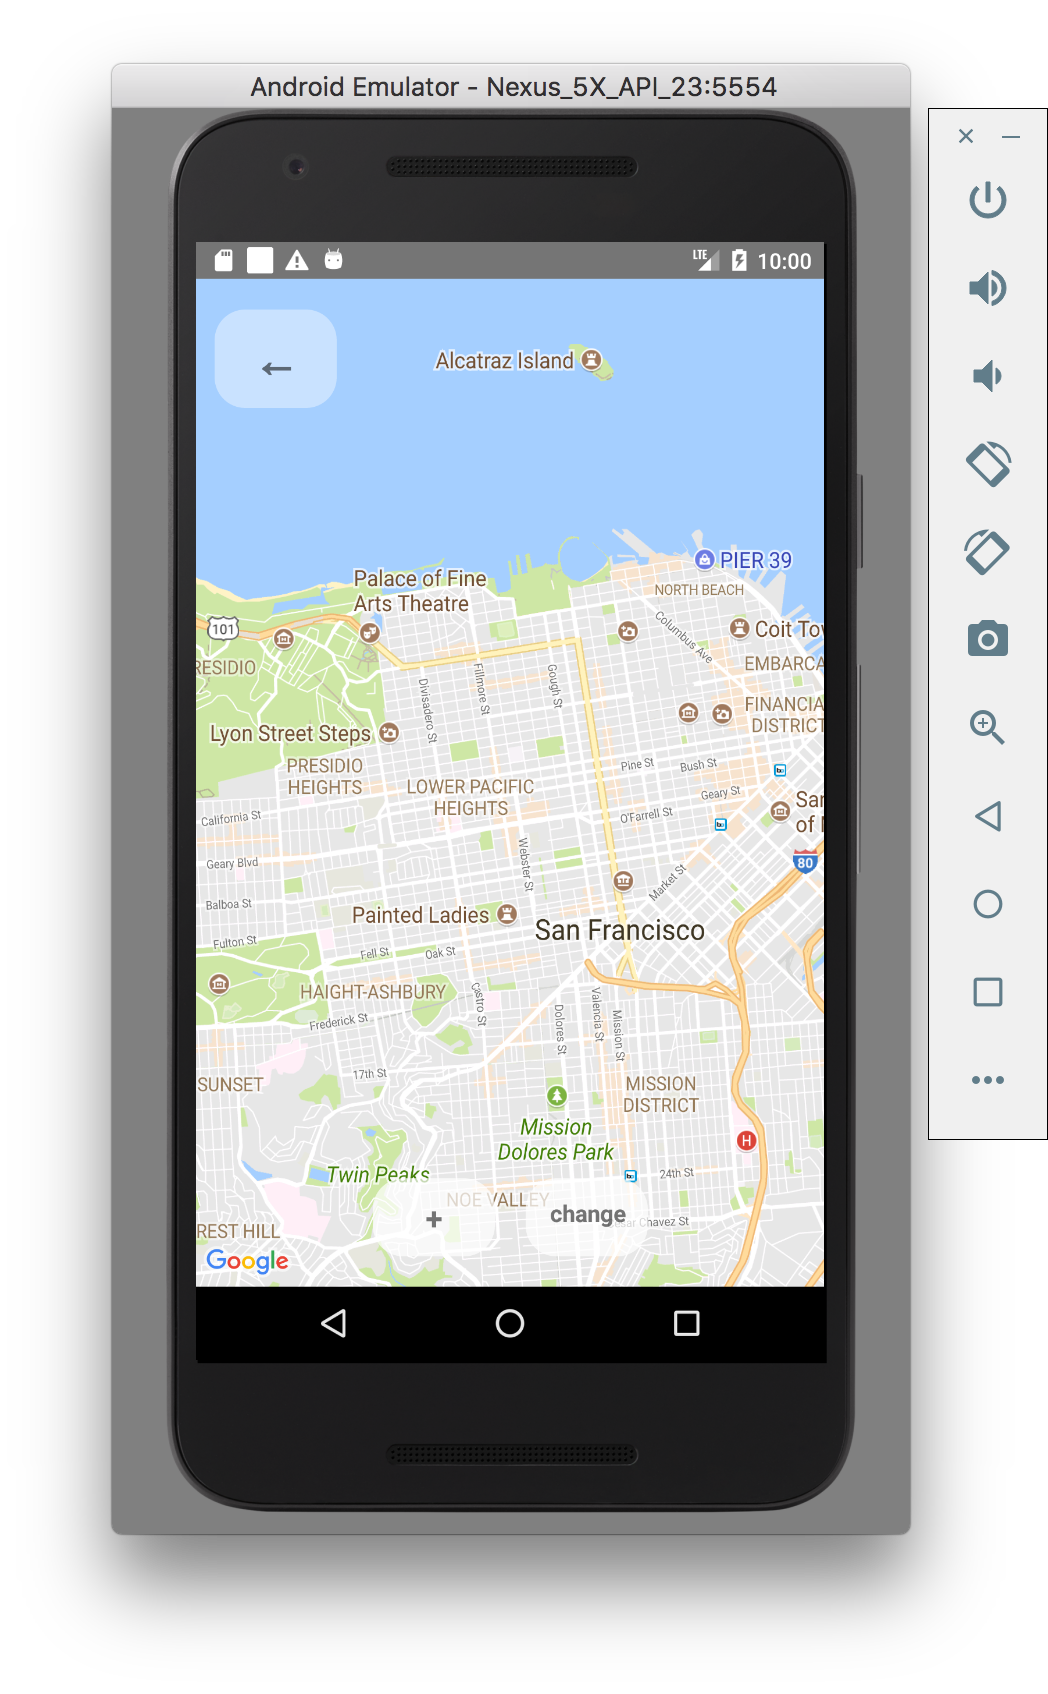 Android Emulator - Nexus_5X_API_23:5554
LTE
10:00
←
Alcatraz Island
PIER 39
Palace of Fine
Arts Theatre
NORTH BEACH
101
Columbus Ave
Coit Tov
RESIDIO
EMBARCA
Divisadero St
Fillmore St
Gough St
FINANCIA
DISTRICT
Lyon Street Steps
PRESIDIO
HEIGHTS
Pine St
Bush St
LOWER PACIFIC
HEIGHTS
Geary St
San
of
California St
O'Farrell St
Geary Blvd
80
Webster St
Market St
Balboa St
Painted Ladies
San Francisco
Fulton St
Fell St
Oak St
HAIGHT-ASHBURY
Castro St
Valencia St
Dolores St
Mission St
Frederick St
17th St
SUNSET
MISSION
DISTRICT
Mission
Dolores Park
H
Twin Peaks
24th St
NOE VALLEY
+
change
sar Chavez St
REST HILL
Google